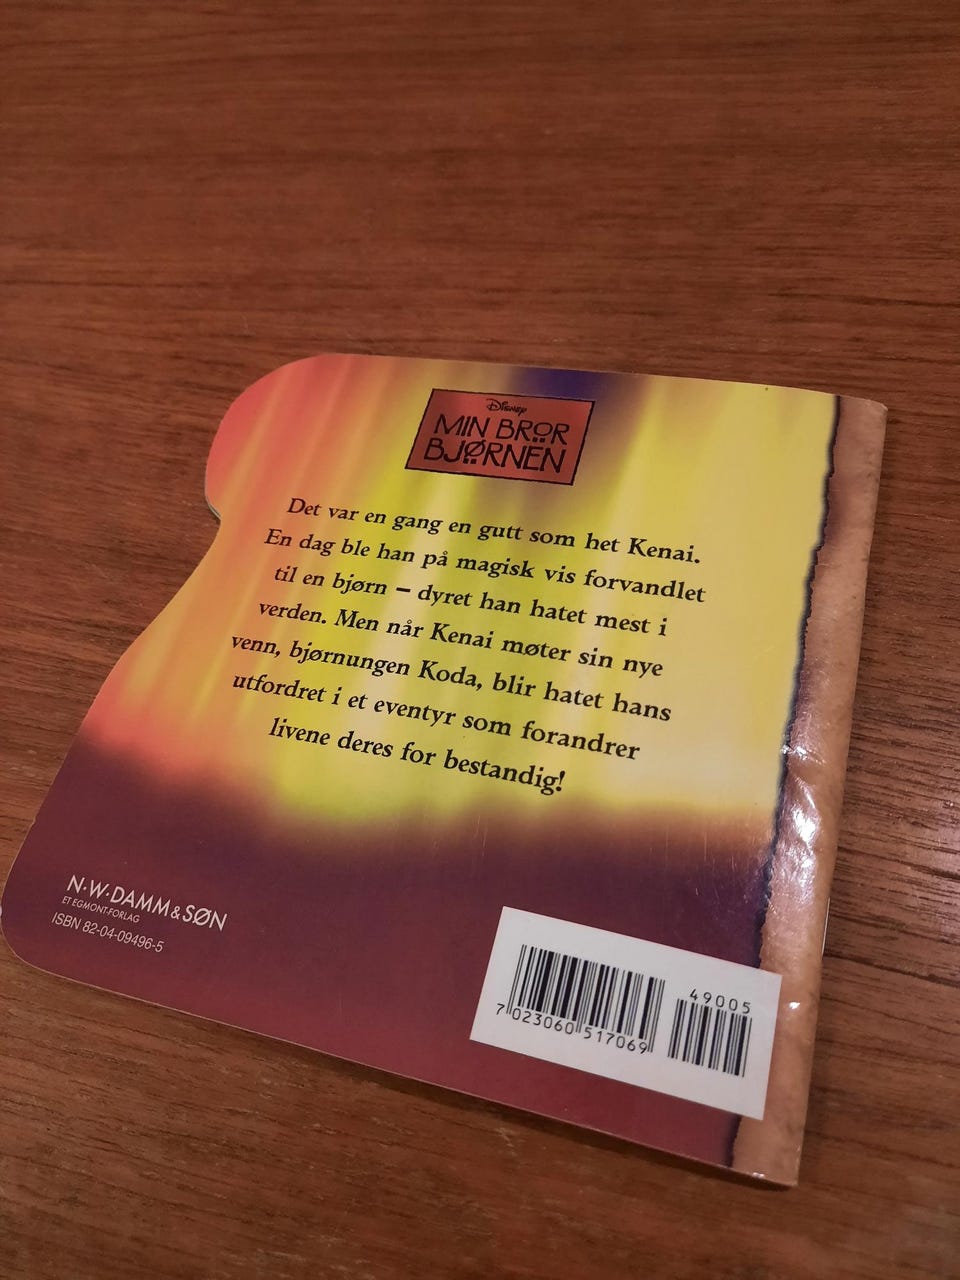 Disney
MIN BROR
BJØRNEN
Det var en gang en gutt som het Kenai.
En dag ble han på magisk vis forvandlet
til en bjørn – dyret han hatet mest i
verden. Men når Kenai møter sin nye
venn, bjørnungen Koda, blir hatet hans
utfordret i et eventyr som forandrer
livene deres for bestandig!
N·W·DAMM & SØN
ET EGMONT-FORLAG
ISBN 82-04-09496-5
49005
7 023060 517069